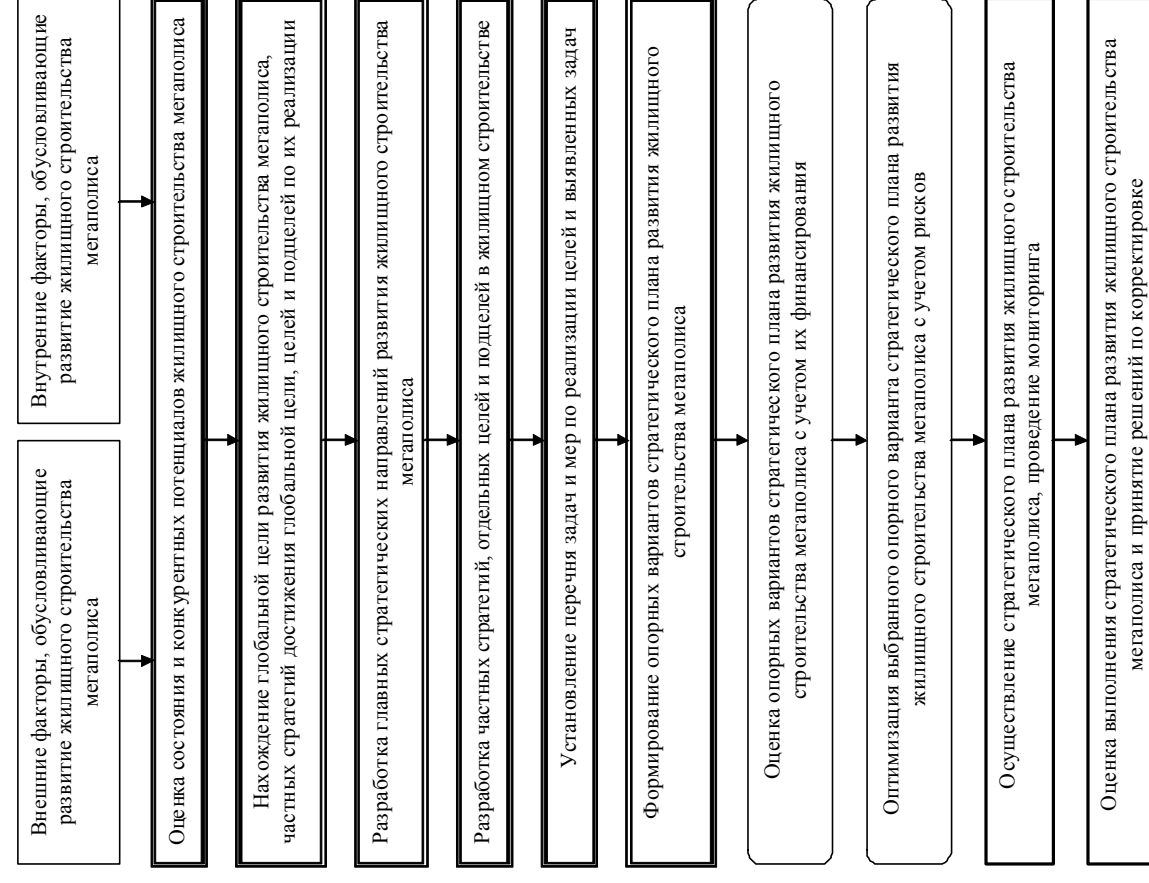 Внешние факторы, обусловливающие
развитие жилищного строительства
мегаполиса
Внутренние факторы, обусловливающие
развитие жилищного строительства
мегаполиса
Оценка состояния и конкурентных потенциалов жилищного строительства мегаполиса
Нахождение глобальной цели развития жилищного строительства мегаполиса,
частных стратегий достижения глобальной цели, целей и подцелей по их реализации
Разработка главных стратегических направлений развития жилищного строительства
мегаполиса
Разработка частных стратегий, отдельных целей и подцелей в жилищном строительстве
Установление перечня задач и мер по реализации целей и выявленных задач
Формирование опорных вариантов стратегического плана развития жилищного
строительства мегаполиса
Оценка опорных вариантов стратегического плана развития жилищного
строительства мегаполиса с учетом их финансирования
Оптимизация выбранного опорного варианта стратегического плана развития
жилищного строительства мегаполиса с учетом рисков
Осуществление стратегического плана развития жилищного строительства
мегаполиса, проведение мониторинга
Оценка выполнения стратегического плана развития жилищного строительства
мегаполиса и принятие решений по корректировке